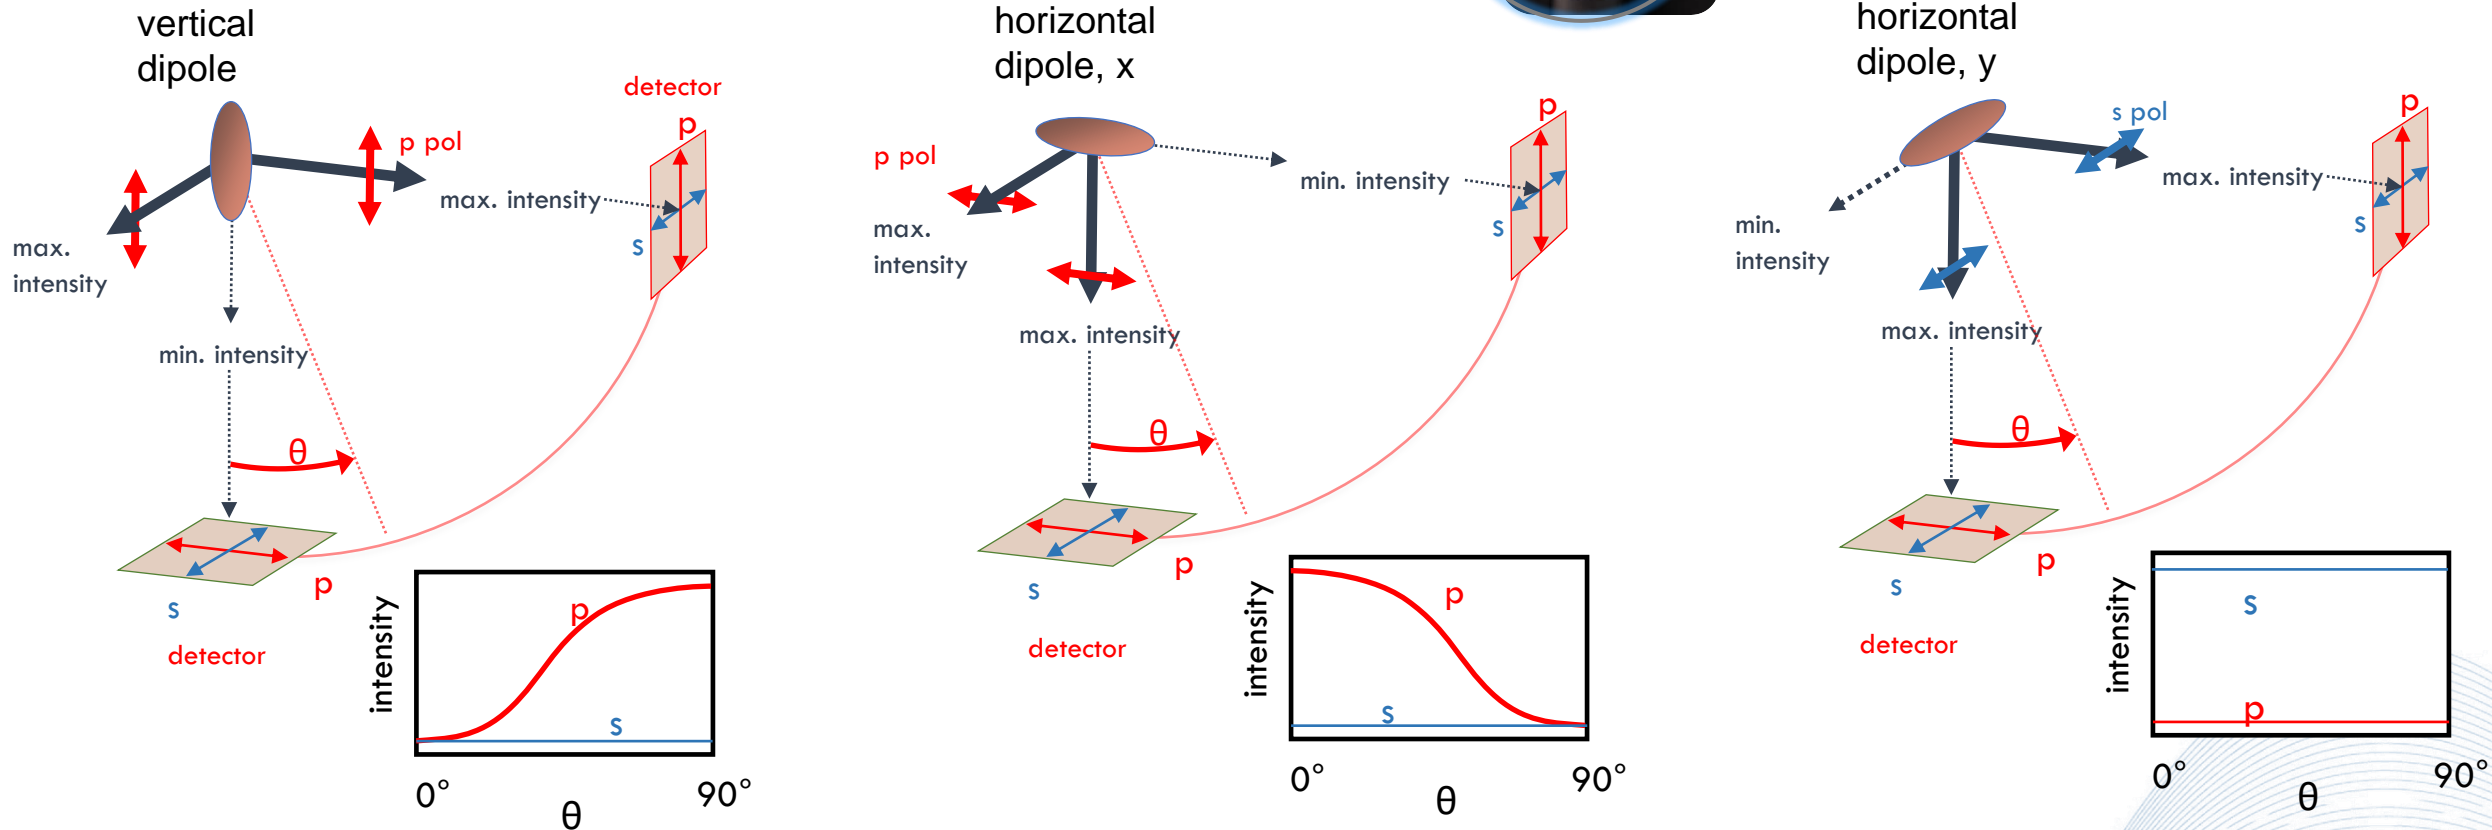 vertical
dipole
detector
p
p pol
max. intensity
s
max.
intensity
min. intensity
θ
p
s
detector
intensity
p
s
0°
90°
θ
horizontal
dipole, x
p
p pol
min. intensity
s
max.
intensity
max. intensity
θ
p
s
detector
intensity
p
s
0°
90°
θ
horizontal
dipole, y
p
s pol
max. intensity
s
min.
intensity
max. intensity
θ
p
s
detector
intensity
s
p
0°
90°
θ